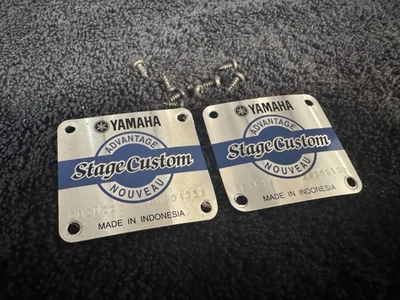 YAMAHA
ADVANTAGE
Stage Custom
NOUVEAU
MADE IN INDONESIA
YAMAHA
ADVANTAGE
Stage Custom
NOUVEAU
MADE IN INDONESIA